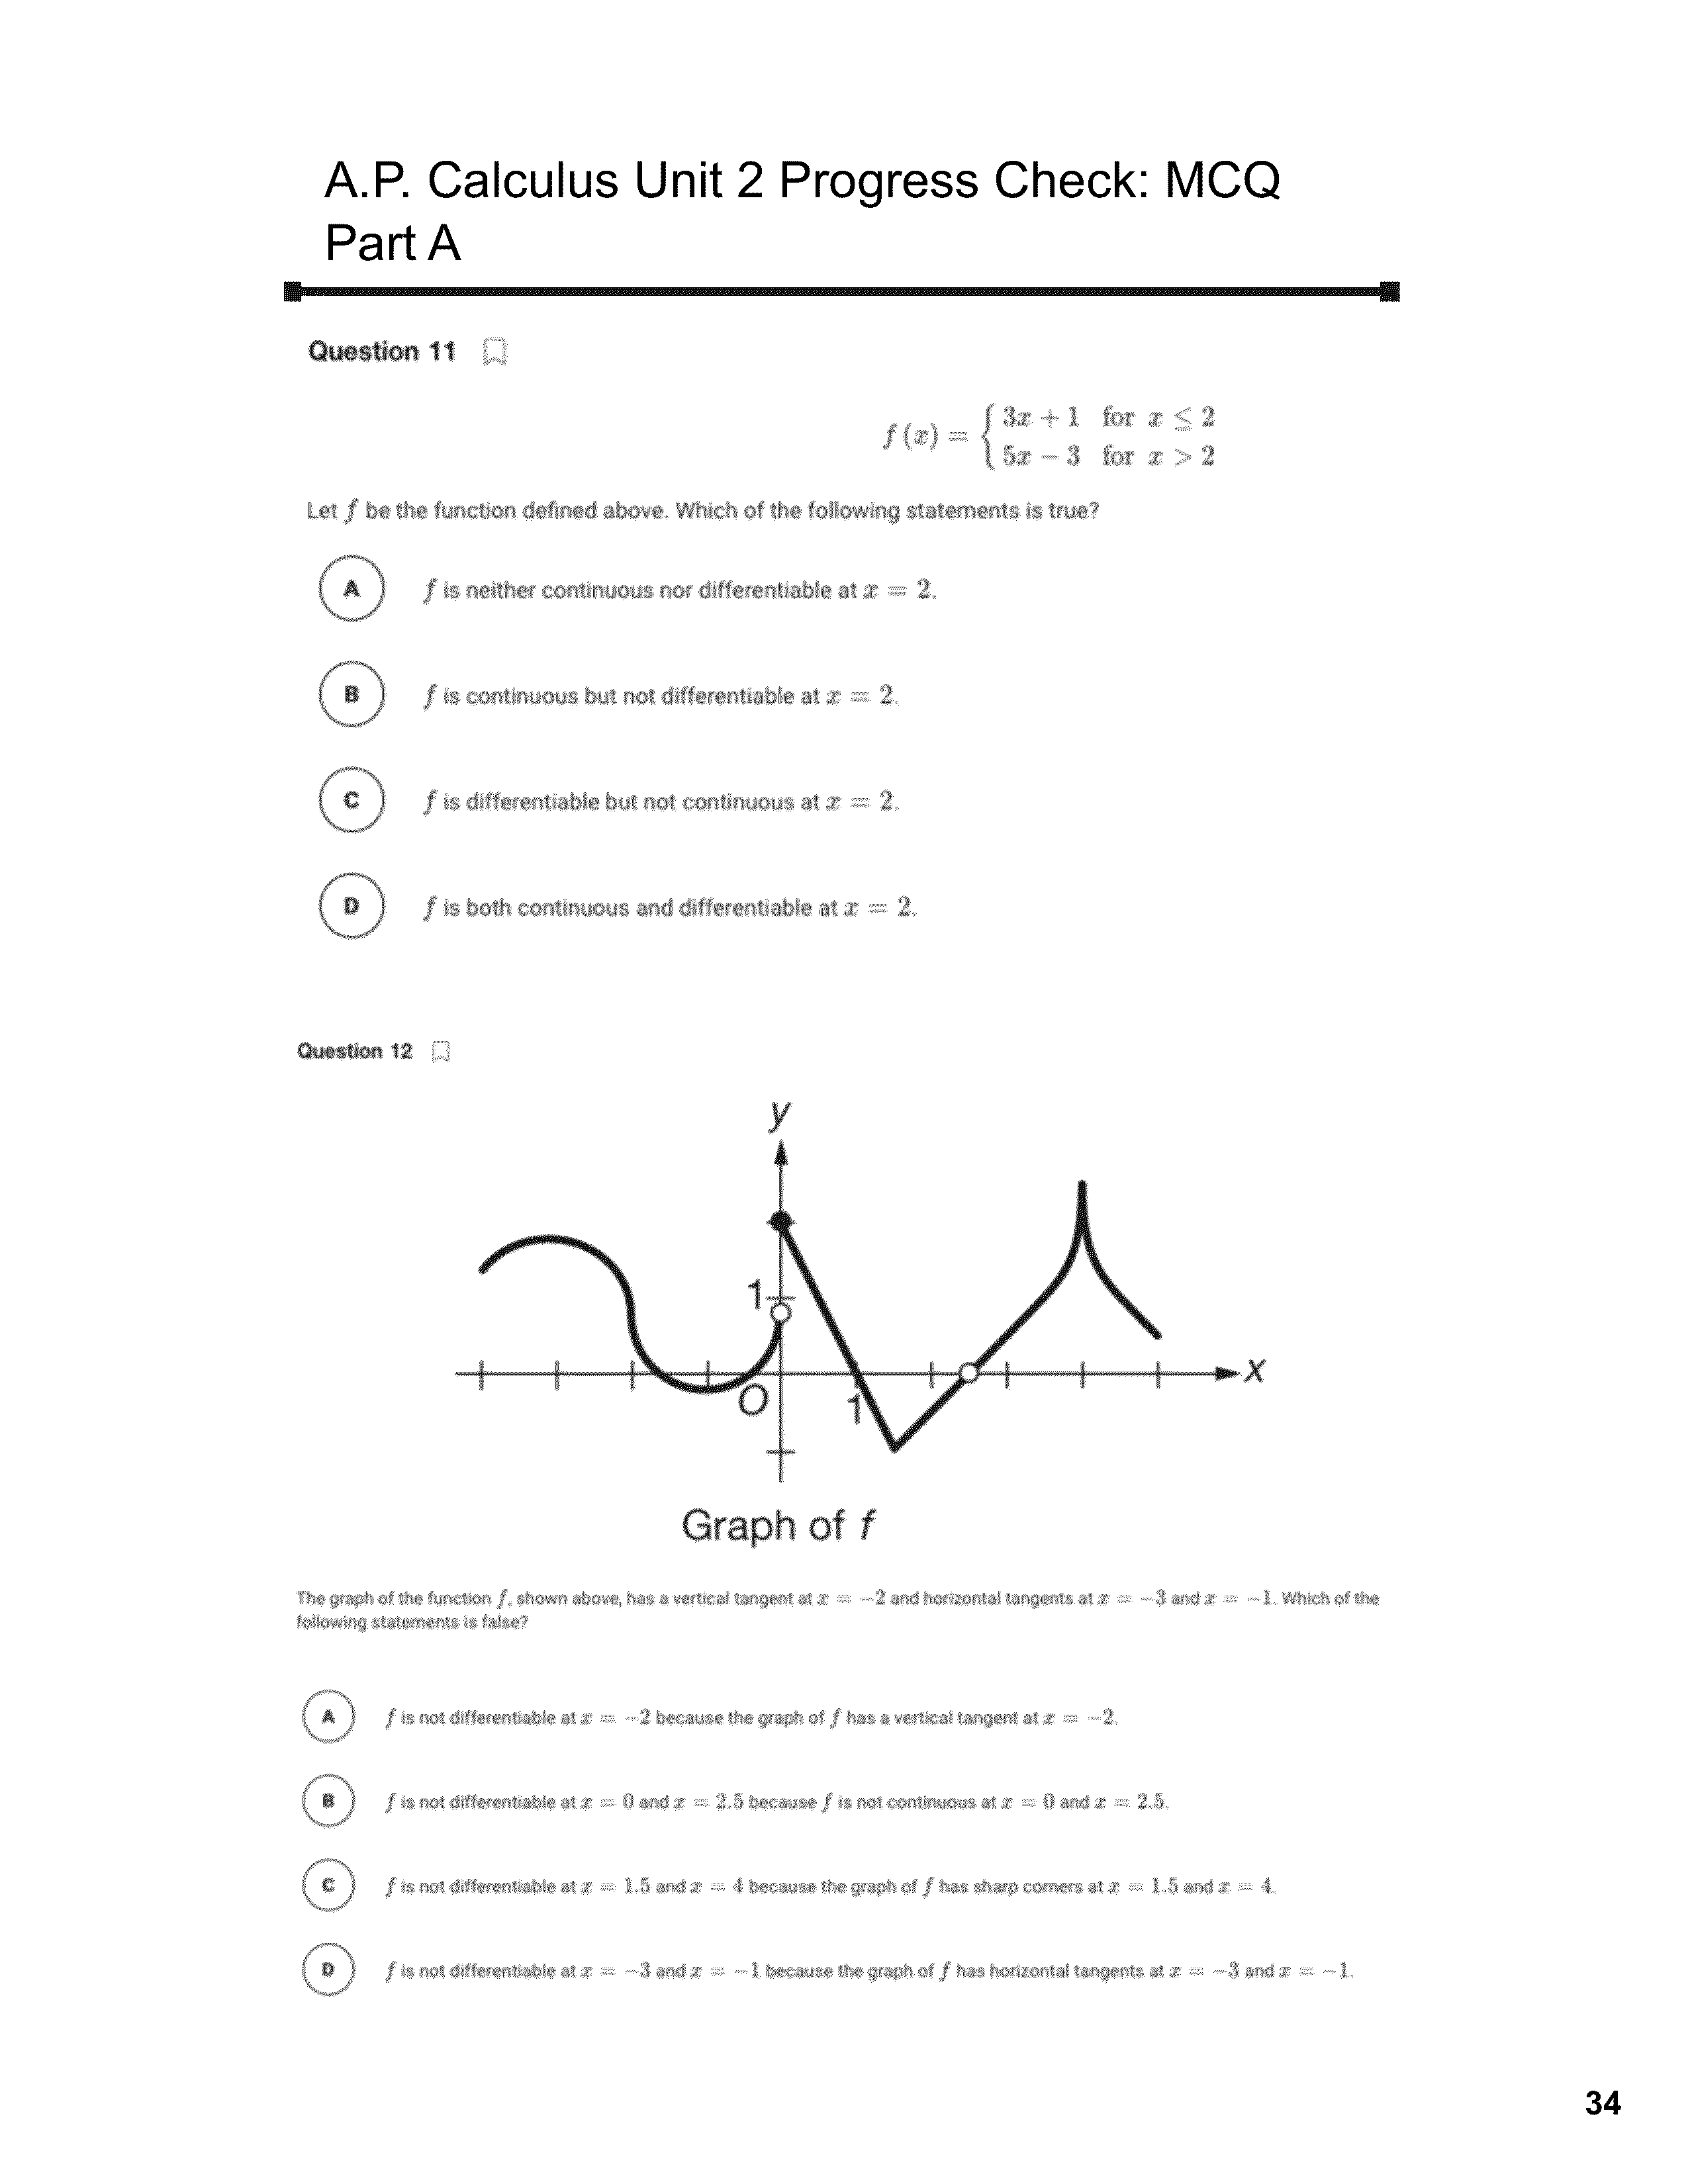 A.P. Calculus Unit 2 Progress Check: MCQ
Part A
Question 11
f (x) = { 3x + 1 for x ≤ 2
5x − 3 for x > 2
Let f be the function defined above. Which of the following statements is true?
A f is neither continuous nor differentiable at x = 2.
B f is continuous but not differentiable at x = 2.
C f is differentiable but not continuous at x = 2.
D f is both continuous and differentiable at x = 2.
Question 12
y
1
O
1
x
Graph of f
The graph of the function f, shown above, has a vertical tangent at x = −2 and horizontal tangents at x = −3 and x = −1. Which of the
following statements is false?
A f is not differentiable at x = −2 because the graph of f has a vertical tangent at x = −2.
B f is not differentiable at x = 0 and x = 2.5 because f is not continuous at x = 0 and x = 2.5.
C f is not differentiable at x = 1.5 and x = 4 because the graph of f has sharp corners at x = 1.5 and x = 4.
D f is not differentiable at x = −3 and x = −1 because the graph of f has horizontal tangents at x = −3 and x = −1.
34